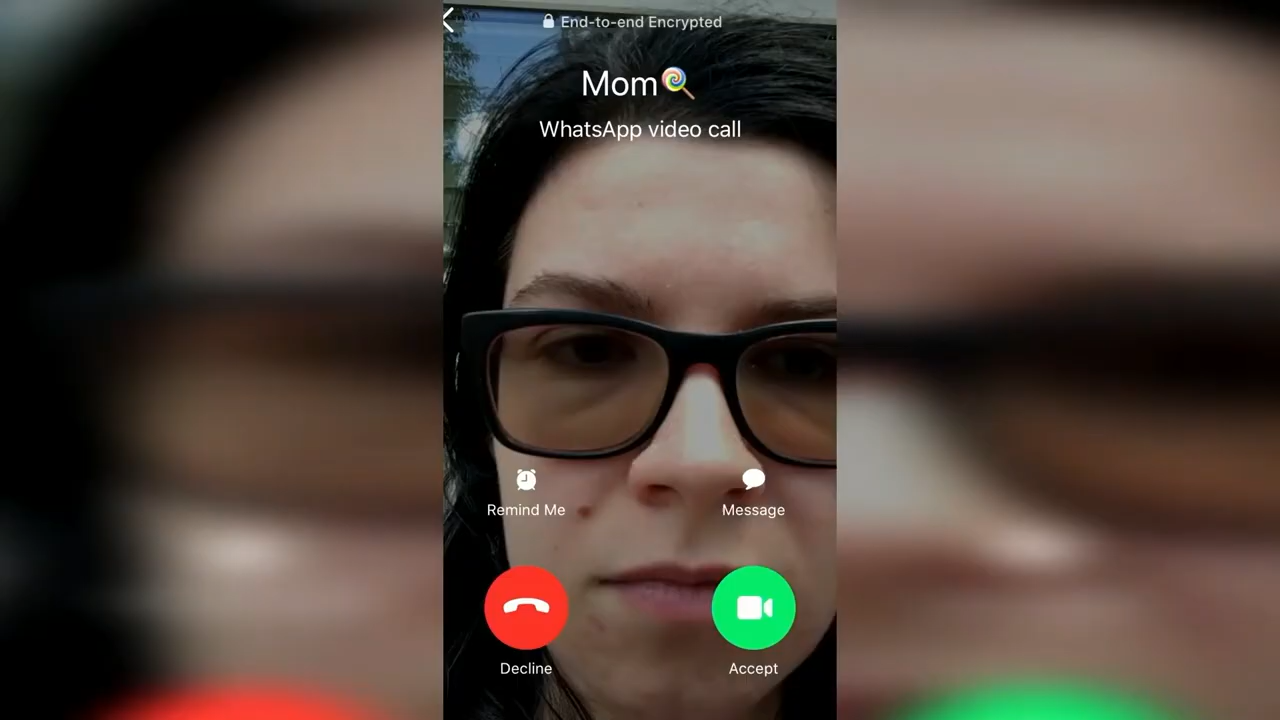 End-to-end Encrypted
Mom🍭
WhatsApp video call
Remind Me
Message
Decline
Accept